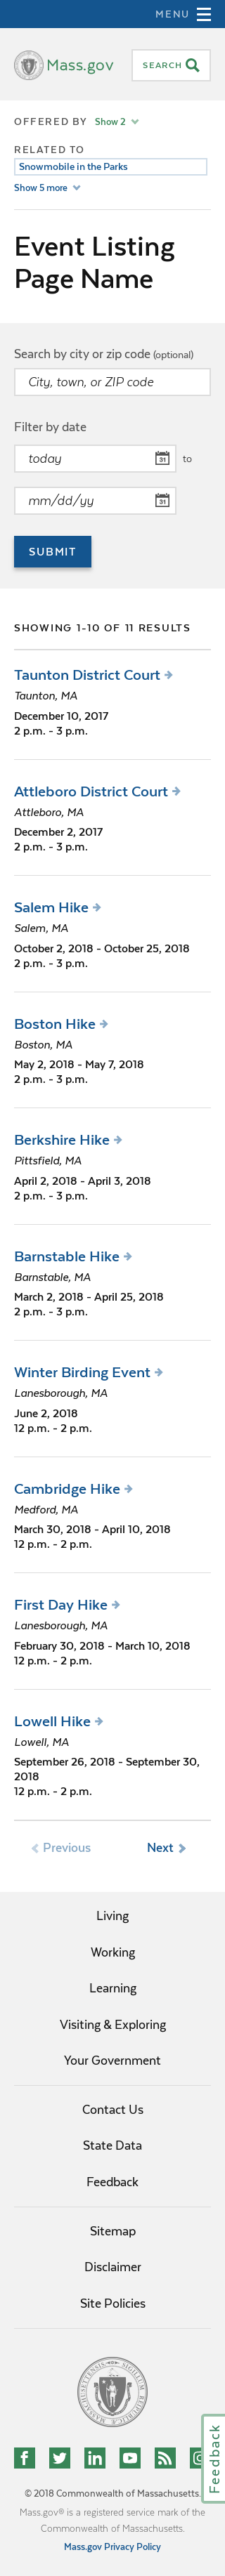 MENU
Mass.gov
SEARCH
OFFERED BY Show 2
RELATED TO
Snowmobile in the Parks
Show 5 more
Event Listing
Page Name
Search by city or zip code (optional)
City, town, or ZIP code
Filter by date
today 31 to
mm/dd/yy 31
SUBMIT
SHOWING 1-10 OF 11 RESULTS
Taunton District Court
Taunton, MA
December 10, 2017
2 p.m. - 3 p.m.
Attleboro District Court
Attleboro, MA
December 2, 2017
2 p.m. - 3 p.m.
Salem Hike
Salem, MA
October 2, 2018 - October 25, 2018
2 p.m. - 3 p.m.
Boston Hike
Boston, MA
May 2, 2018 - May 7, 2018
2 p.m. - 3 p.m.
Berkshire Hike
Pittsfield, MA
April 2, 2018 - April 3, 2018
2 p.m. - 3 p.m.
Barnstable Hike
Barnstable, MA
March 2, 2018 - April 25, 2018
2 p.m. - 3 p.m.
Winter Birding Event
Lanesborough, MA
June 2, 2018
12 p.m. - 2 p.m.
Cambridge Hike
Medford, MA
March 30, 2018 - April 10, 2018
12 p.m. - 2 p.m.
First Day Hike
Lanesborough, MA
February 30, 2018 - March 10, 2018
12 p.m. - 2 p.m.
Lowell Hike
Lowell, MA
September 26, 2018 - September 30,
2018
12 p.m. - 2 p.m.
Previous Next
Living
Working
Learning
Visiting & Exploring
Your Government
Contact Us
State Data
Feedback
Sitemap
Disclaimer
Site Policies
Feedback
© 2018 Commonwealth of Massachusetts.
Mass.gov® is a registered service mark of the
Commonwealth of Massachusetts.
Mass.gov Privacy Policy